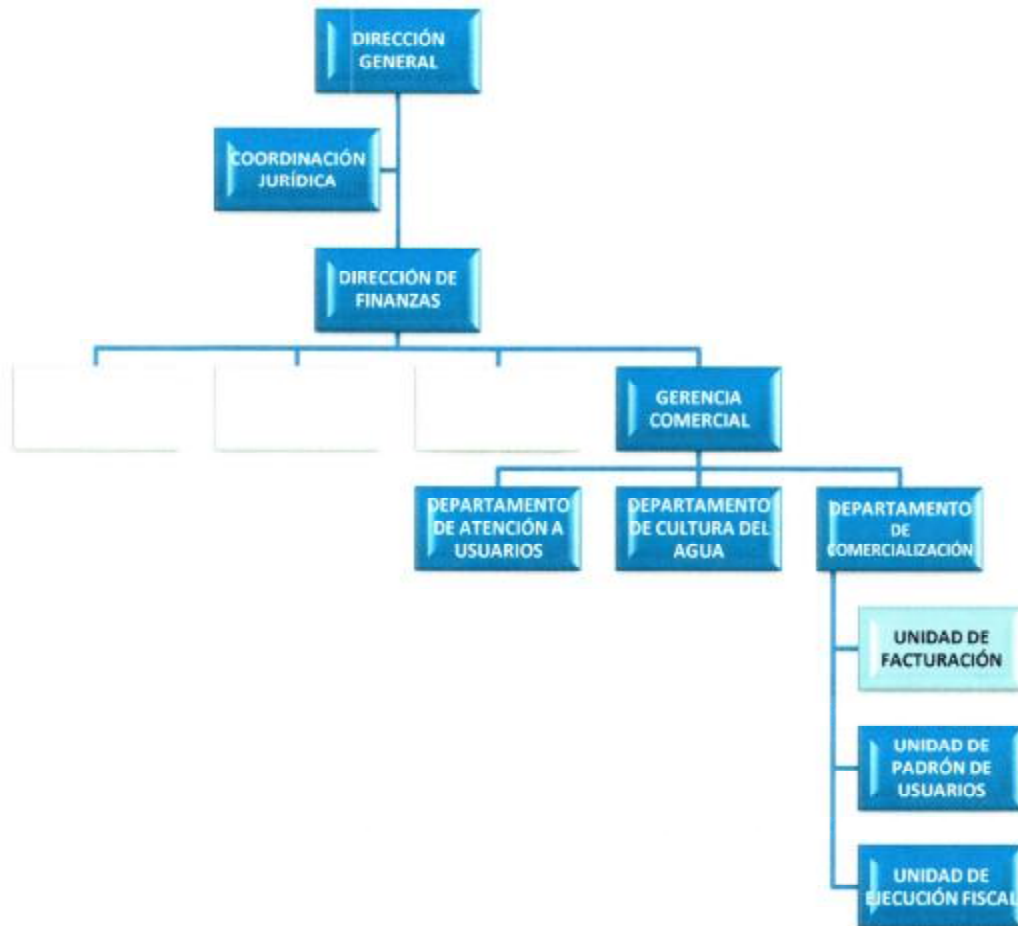 DIRECCIÓN
GENERAL
COORDINACIÓN
JURÍDICA
DIRECCIÓN DE
FINANZAS
GERENCIA
COMERCIAL
DEPARTAMENTO
DE ATENCIÓN A
USUARIOS
DEPARTAMENTO
DE CULTURA DEL
AGUA
DEPARTAMENTO
DE
COMERCIALIZACIÓN
UNIDAD DE
FACTURACIÓN
UNIDAD DE
PADRÓN DE
USUARIOS
UNIDAD DE
EJECUCIÓN FISCAL